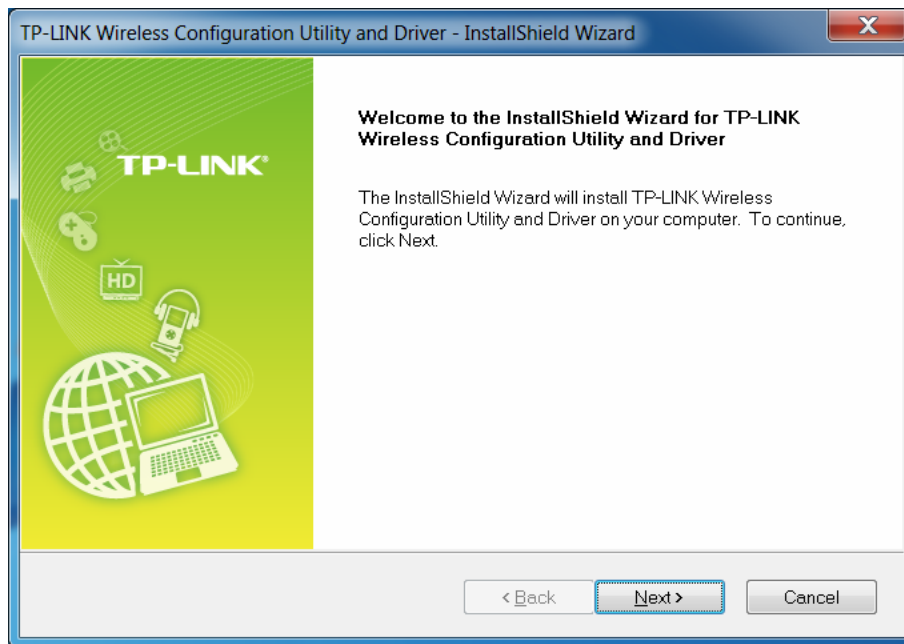 TP-LINK Wireless Configuration Utility and Driver - InstallShield Wizard
TP-LINK®
HD
Welcome to the InstallShield Wizard for TP-LINK
Wireless Configuration Utility and Driver
The InstallShield Wizard will install TP-LINK Wireless
Configuration Utility and Driver on your computer. To continue,
click Next.
< Back
Next >
Cancel